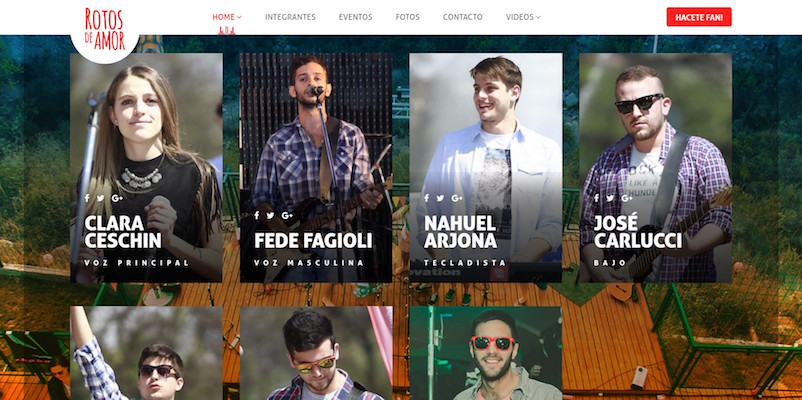 ROTOS
DE AMOR
HOME INTEGRANTES EVENTOS FOTOS CONTACTO VIDEOS
HACETE FAN!
CLARA
CESCHIN
VOZ PRINCIPAL
FEDE FAGIOLI
VOZ MASCULINA
NAHUEL
ARJONA
TECLADISTA
JOSÉ
CARLUCCI
BAJO